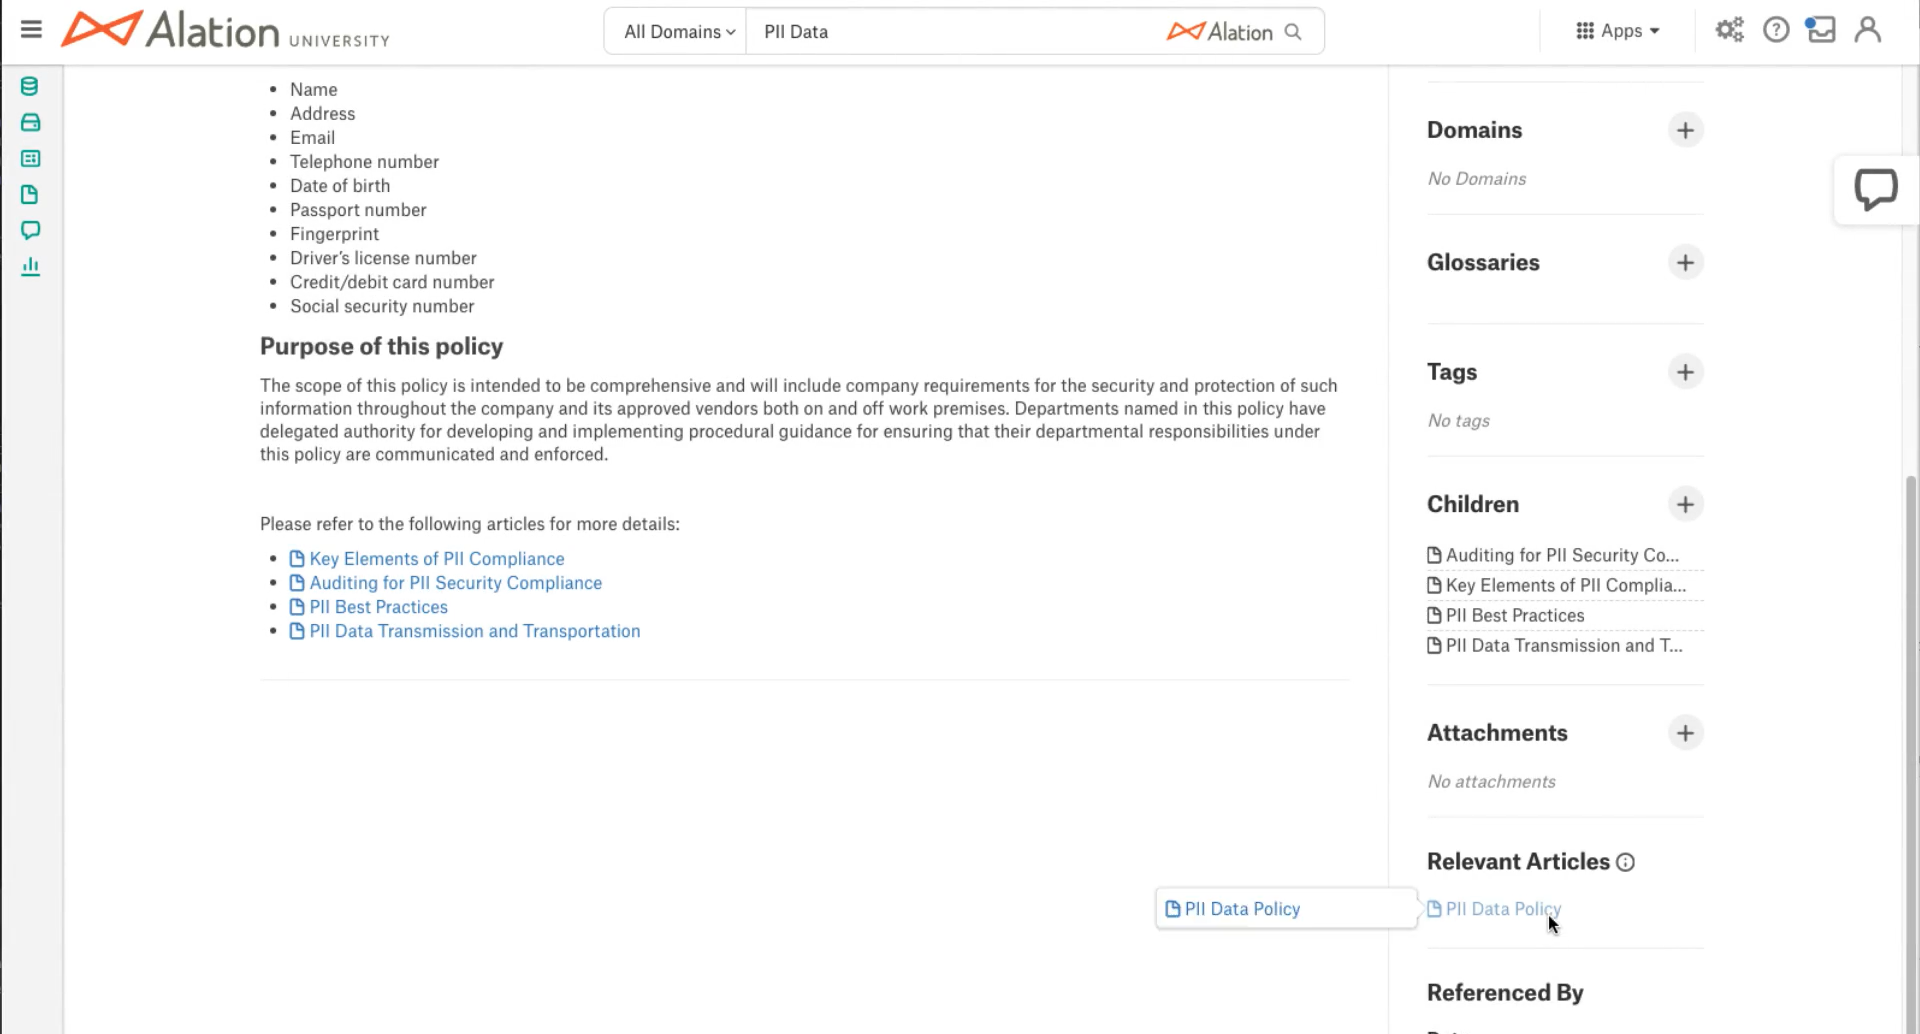 Alation UNIVERSITY
All Domains
PII Data
Alation
Apps
Name
Address
Email
Telephone number
Date of birth
Passport number
Fingerprint
Driver’s license number
Credit/debit card number
Social security number
Purpose of this policy
The scope of this policy is intended to be comprehensive and will include company requirements for the security and protection of such
information throughout the company and its approved vendors both on and off work premises. Departments named in this policy have
delegated authority for developing and implementing procedural guidance for ensuring that their departmental responsibilities under
this policy are communicated and enforced.
Please refer to the following articles for more details:
Key Elements of PII Compliance
Auditing for PII Security Compliance
PII Best Practices
PII Data Transmission and Transportation
Domains
No Domains
Glossaries
Tags
No tags
Children
Auditing for PII Security Co...
Key Elements of PII Complia...
PII Best Practices
PII Data Transmission and T...
Attachments
No attachments
Relevant Articles
PII Data Policy
PII Data Policy
Referenced By